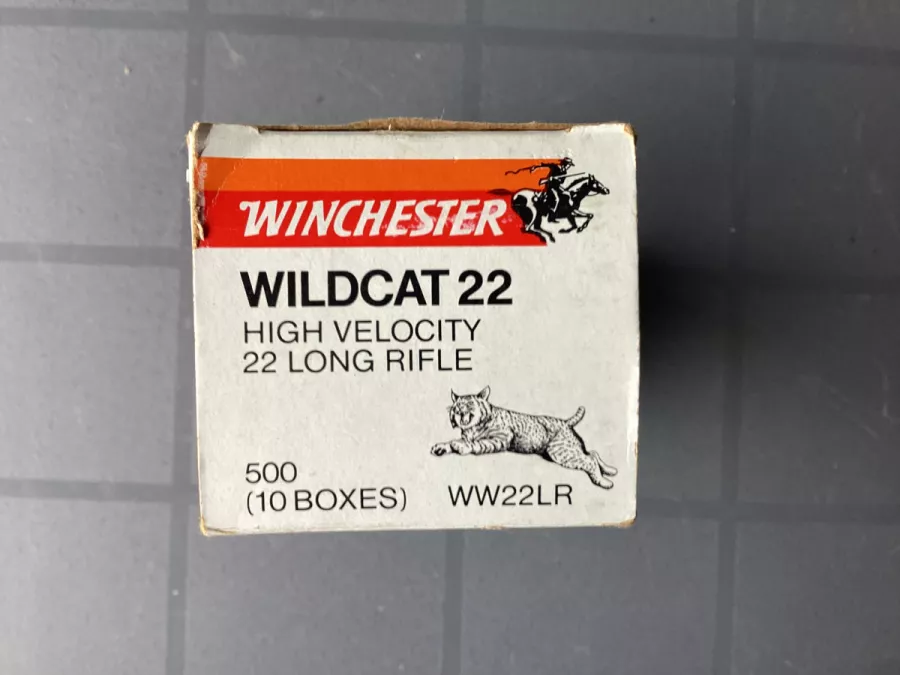 WINCHESTER
WILDCAT 22
HIGH VELOCITY
22 LONG RIFLE
500
(10 BOXES) WW22LR